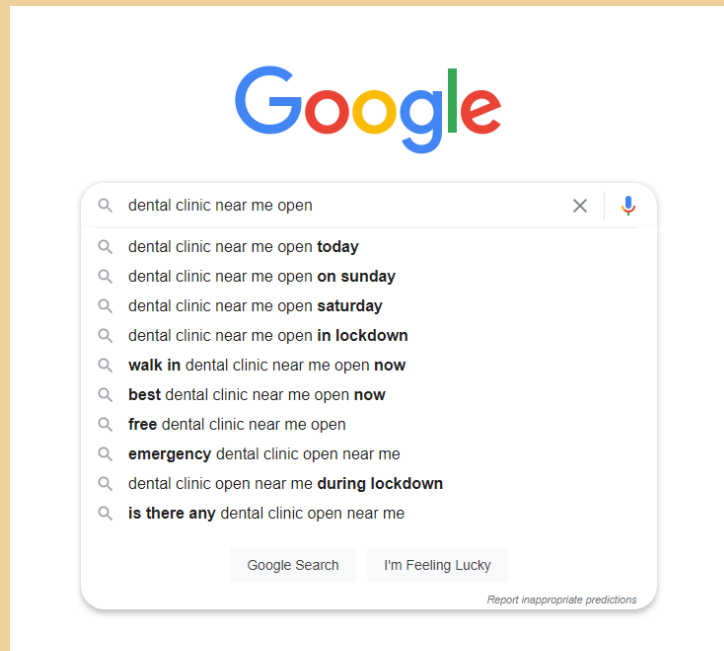 Google
dental clinic near me open
dental clinic near me open today
dental clinic near me open on sunday
dental clinic near me open saturday
dental clinic near me open in lockdown
walk in dental clinic near me open now
best dental clinic near me open now
free dental clinic near me open
emergency dental clinic open near me
dental clinic open near me during lockdown
is there any dental clinic open near me
Google Search I'm Feeling Lucky
Report inappropriate predictions